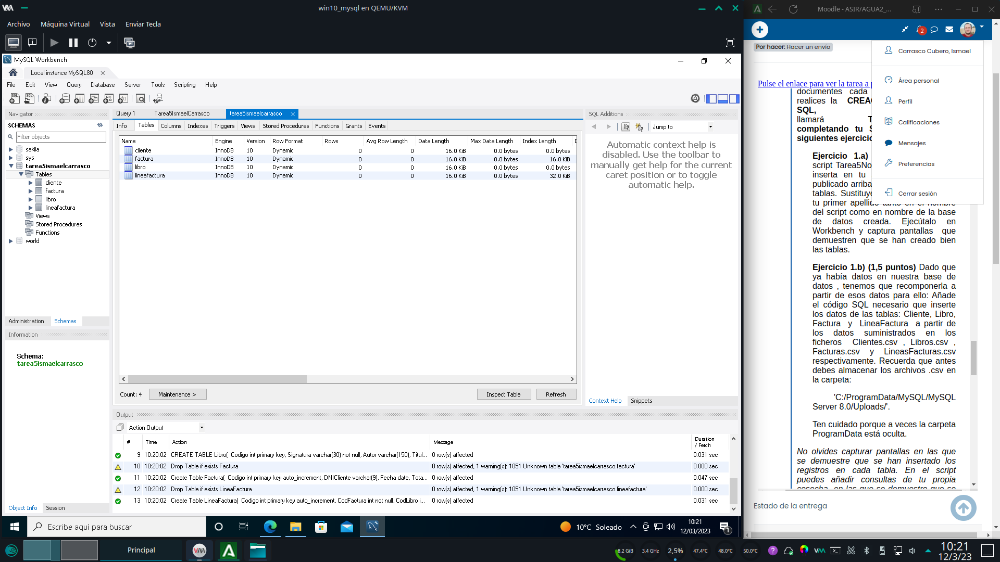 win10_mysql en QEMU/KVM
Archivo
Máquina Virtual
Vista
Enviar Tecla
MySQL Workbench
Local instance MySQL80
File
Edit
View
Query
Database
Server
Tools
Scripting
Help
Navigator
SCHEMAS
Filter objects
sakila
sys
tarea5ismaelcarrasco
Tables
cliente
factura
libro
lineafactura
Views
Stored Procedures
Functions
world
Administration
Schemas
Information
Schema:
tarea5ismaelcarrasco
Object Info
Session
Query 1
Tarea5IsmaelCarrasco
tarea5ismaelcarrasco
Info
Tables
Columns
Indexes
Triggers
Views
Stored Procedures
Functions
Grants
Events
Name Engine Version Row Format Rows Avg Row Length Data Length Max Data Length Index Length D
cliente InnoDB 10 Dynamic 0 0 16.0 KiB 0.0 bytes 0.0 bytes
factura InnoDB 10 Dynamic 0 0 16.0 KiB 0.0 bytes 16.0 KiB
libro InnoDB 10 Dynamic 0 0 16.0 KiB 0.0 bytes 0.0 bytes
lineafactura InnoDB 10 Dynamic 0 0 16.0 KiB 0.0 bytes 32.0 KiB
Count: 4
Maintenance >
Inspect Table
Refresh
SQL Additions
Jump to
Automatic context help is
disabled. Use the toolbar to
manually get help for the current
caret position or to toggle
automatic help.
Context Help
Snippets
Output
Action Output
# Time Action Message Duration / Fetch
9 10:20:02 CREATE TABLE Libro( Codigo int primary key, Signatura varchar(30) not null, Autor varchar(150), Titul... 0 row(s) affected 0.031 sec
10 10:20:02 Drop Table if exists Factura 0 row(s) affected, 1 warning(s): 1051 Unknown table 'tarea5ismaelcarrasco.factura' 0.000 sec
11 10:20:02 Create Table Factura( Codigo int primary key auto_increment, DNICliente varchar(9), Fecha date, Tota... 0 row(s) affected 0.047 sec
12 10:20:02 Drop Table if exists LineaFactura 0 row(s) affected, 1 warning(s): 1051 Unknown table 'tarea5ismaelcarrasco.lineafactura' 0.000 sec
13 10:20:02 Create Table LineaFactura( Codigo int primary key auto_increment, CodFactura int not null, CodLibro i... 0 row(s) affected 0.031 sec
Escribe aquí para buscar
10°C Soleado
10:21
12/03/2023
1
Moodle - ASIR/AGUA2_...
2
Por hacer: Hacer un envío
Carrasco Cubero, Ismael
Área personal
Perfil
Calificaciones
Mensajes
Preferencias
Cerrar sesión
Pulse el enlace para ver la tarea a p
documentes cada
realices la CREAC
SQL,
llamará T
completando tu S
siguientes ejercicio
Ejercicio 1.a)
script Tarea5No
inserta en tu
publicado arriba
tablas. Sustituye
tu primer apellido tanto en el nombre
del script como en nombre de la base
de datos creada. Ejecútalo en
Workbench y captura pantallas que
demuestren que se han creado bien
las tablas.
Ejercicio 1.b) (1,5 puntos) Dado que
ya había datos en nuestra base de
datos , tenemos que recomponerla a
partir de esos datos para ello: Añade
el código SQL necesario que inserte
los datos de las tablas: Cliente, Libro,
Factura y LineaFactura a partir de
los datos suministrados en los
ficheros Clientes.csv , Libros.csv ,
Facturas.csv y LineasFacturas.csv
respectivamente. Recuerda que antes
debes almacenar los archivos .csv en
la carpeta:
'C:/ProgramData/MySQL/MySQL
Server 8.0/Uploads/'.
Ten cuidado porque a veces la carpeta
ProgramData está oculta.
No olvides capturar pantallas en las que
se demuestre que se han insertado los
registros en cada tabla. En el script
puedes añadir consultas de tu propia
cosecha en las que se demuestre que se
Estado de la entrega
Principal
8,2 GiB
3,4 GHz
2,5%
47,4°C
48,0°C
50,0°C
10:21
12/3/23